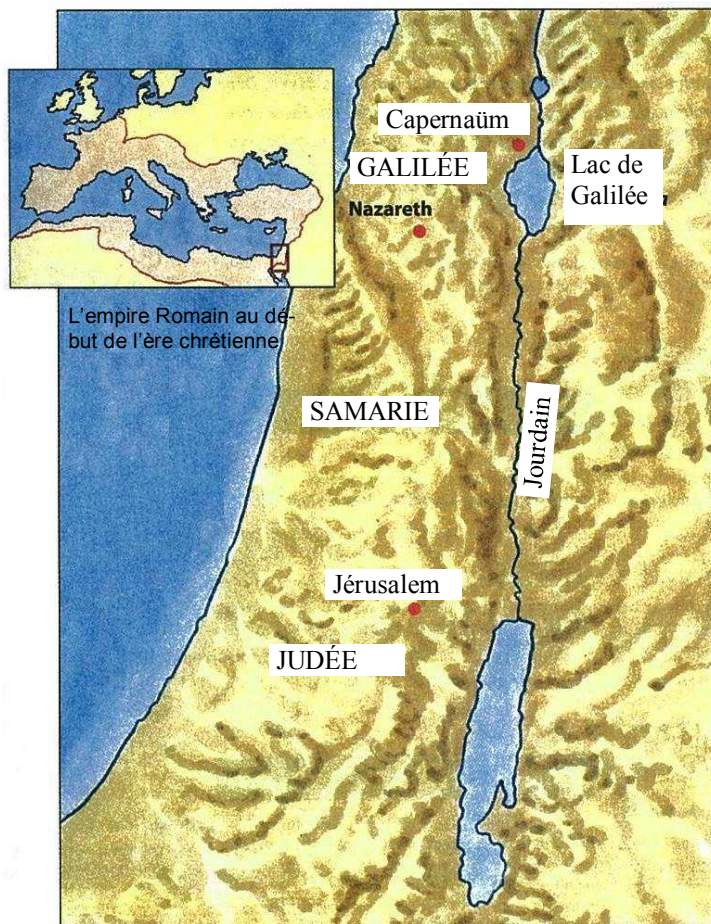 Capernaüm
GALILÉE
Lac de
Galilée
Nazareth
L'empire Romain au dé-
but de l'ère chrétienne
SAMARIE
Jourdain
Jérusalem
JUDÉE